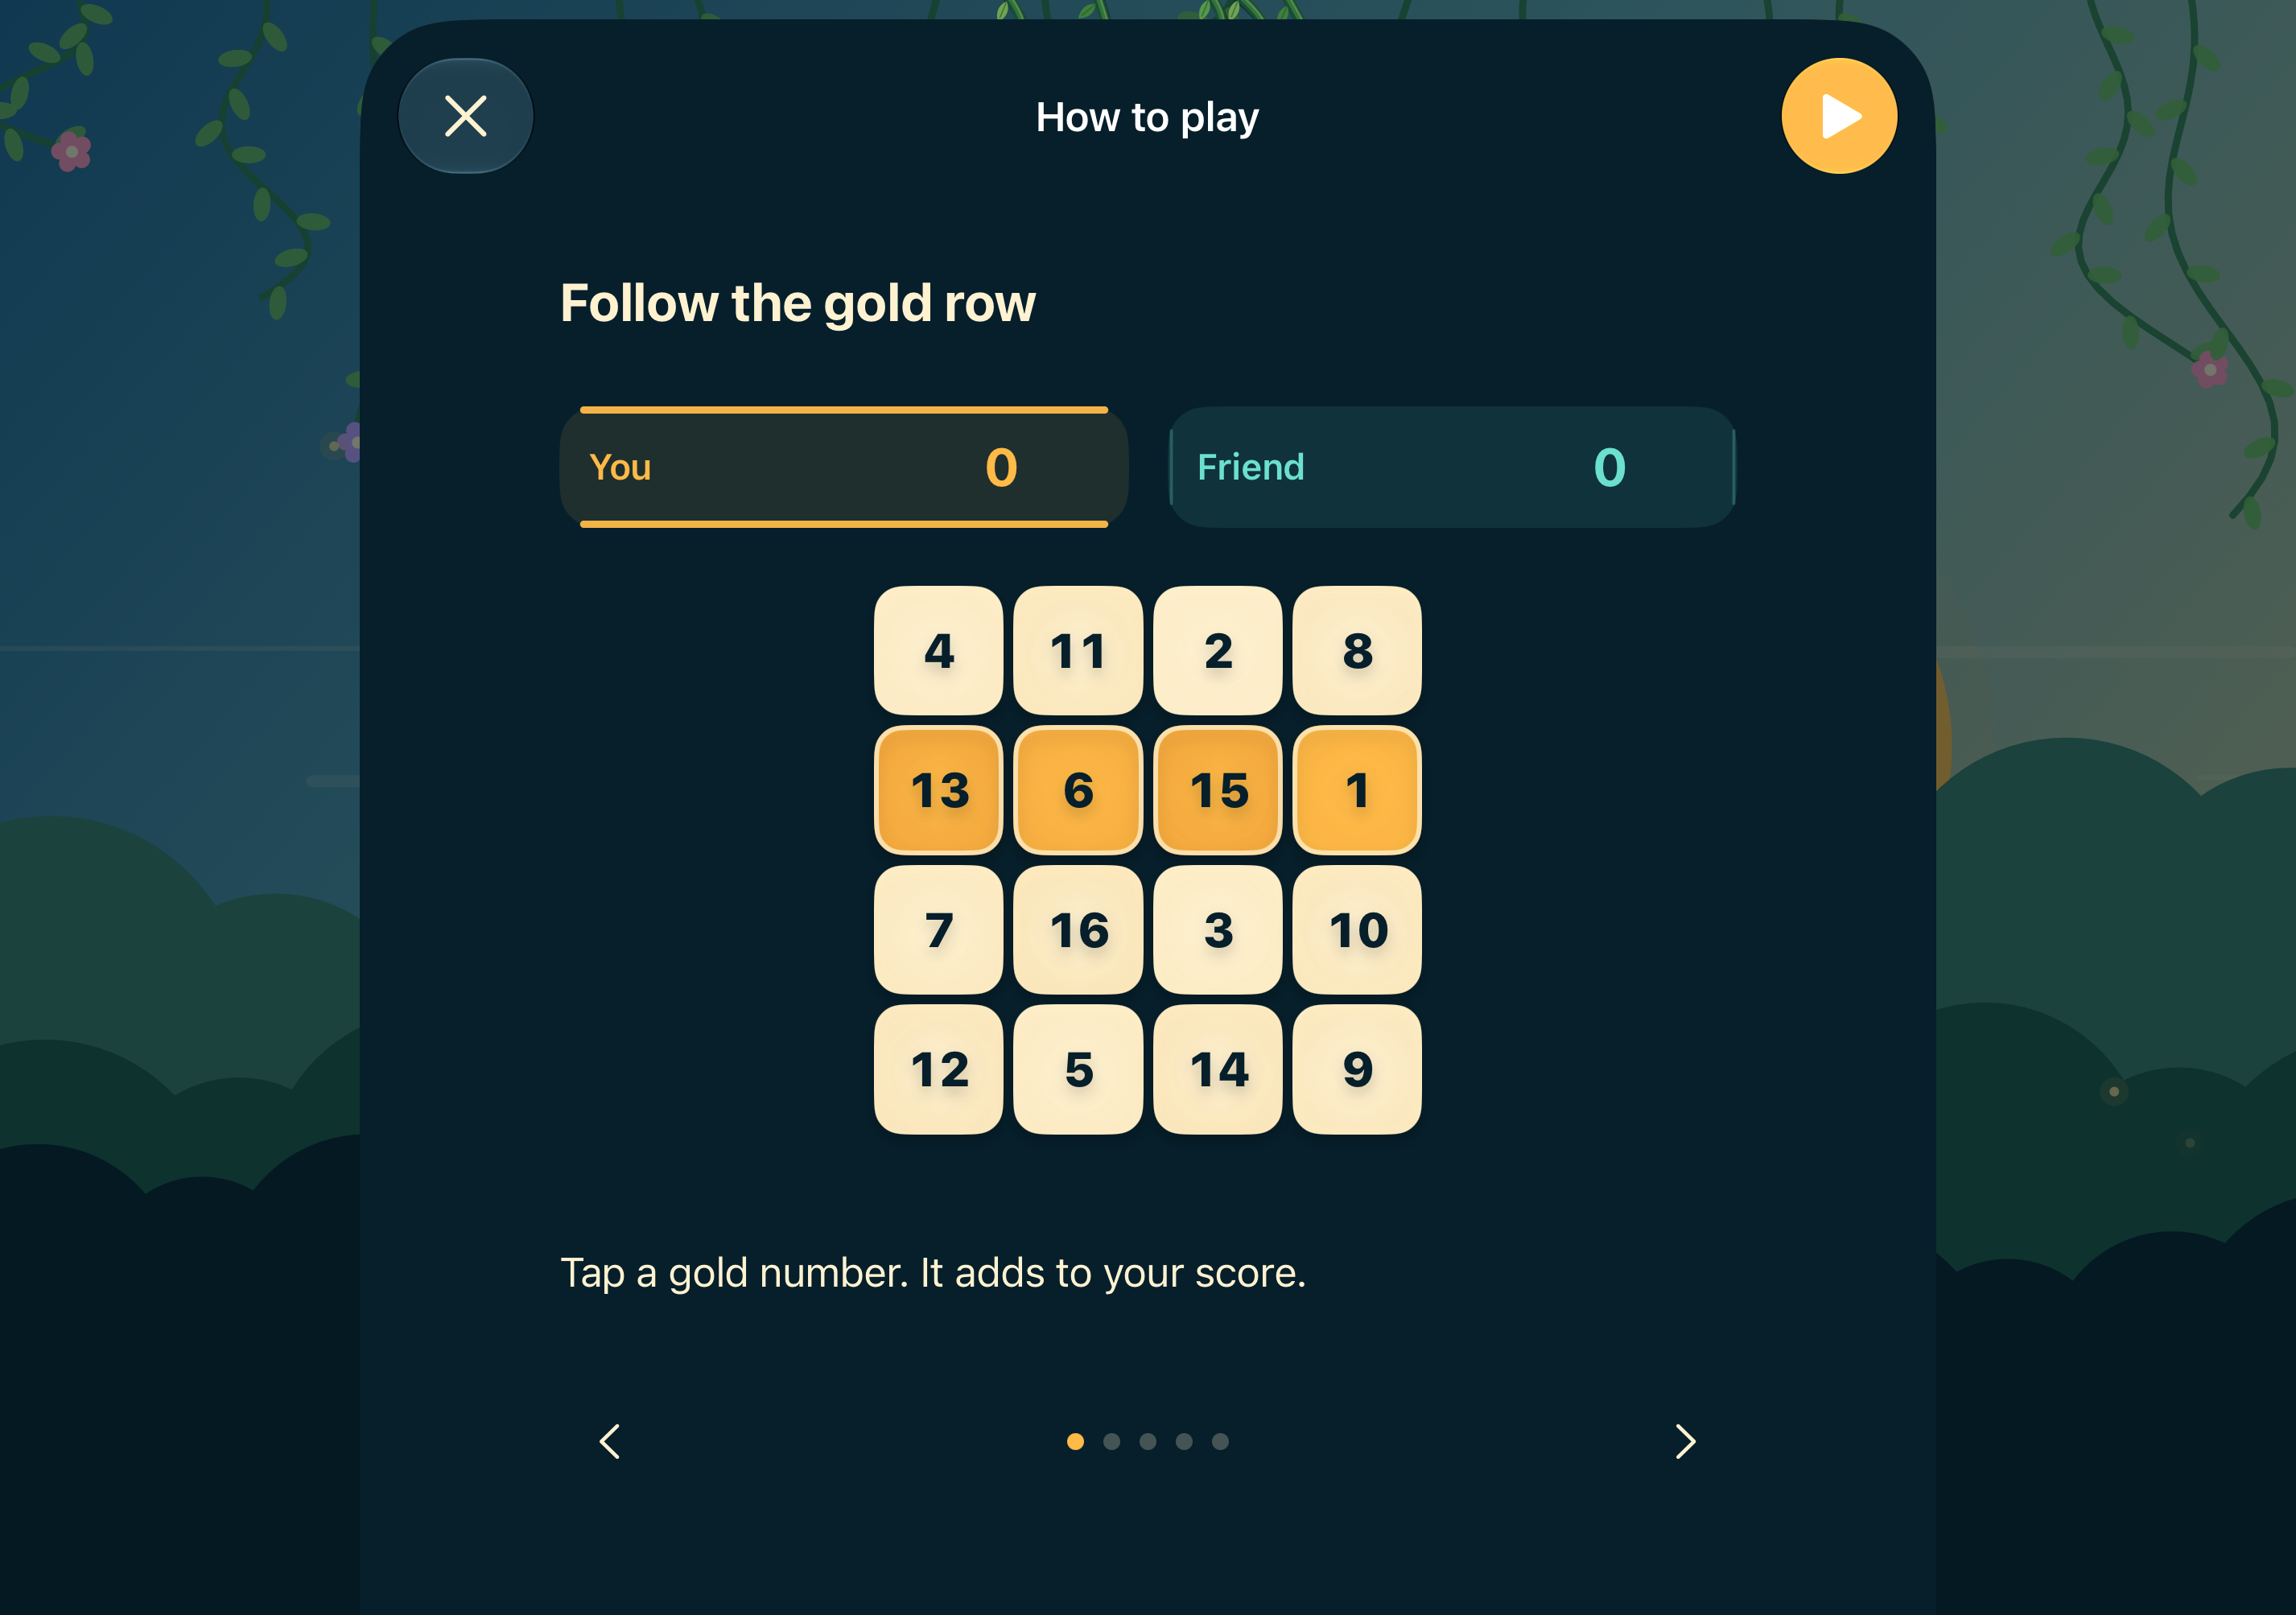 How to play
Follow the gold row
You 0 Friend 0
4 11 2 8
13 6 15 1
7 16 3 10
12 5 14 9
Tap a gold number. It adds to your score.